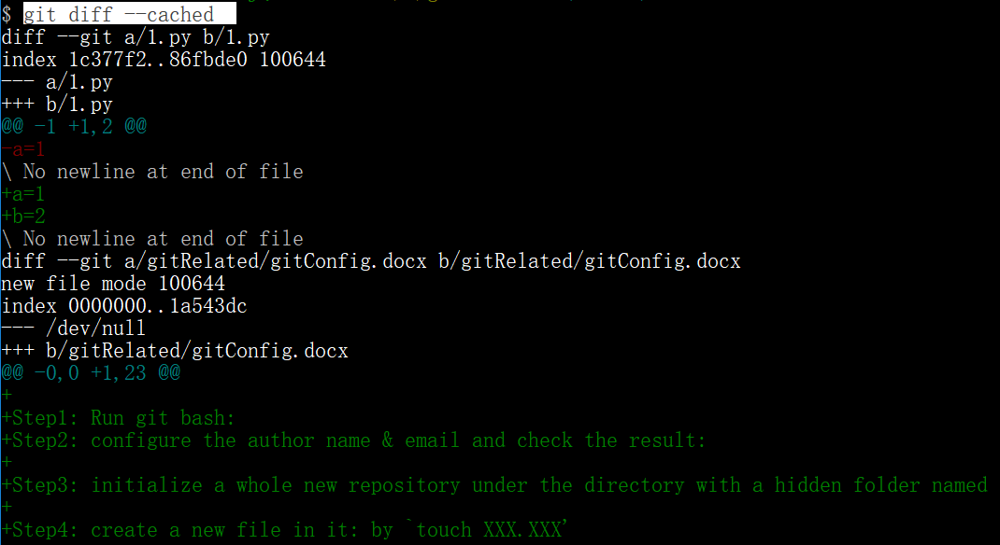 $ git diff --cached
diff --git a/1.py b/1.py
index 1c377f2..86fbde0 100644
--- a/1.py
+++ b/1.py
@@ -1 +1,2 @@
-a=1
\ No newline at end of file
+a=1
+b=2
\ No newline at end of file
diff --git a/gitRelated/gitConfig.docx b/gitRelated/gitConfig.docx
new file mode 100644
index 0000000..1a543dc
--- /dev/null
+++ b/gitRelated/gitConfig.docx
@@ -0,0 +1,23 @@
+
+Step1: Run git bash:
+Step2: configure the author name & email and check the result:
+
+Step3: initialize a whole new repository under the directory with a hidden folder named
+
+Step4: create a new file in it: by `touch XXX.XXX'